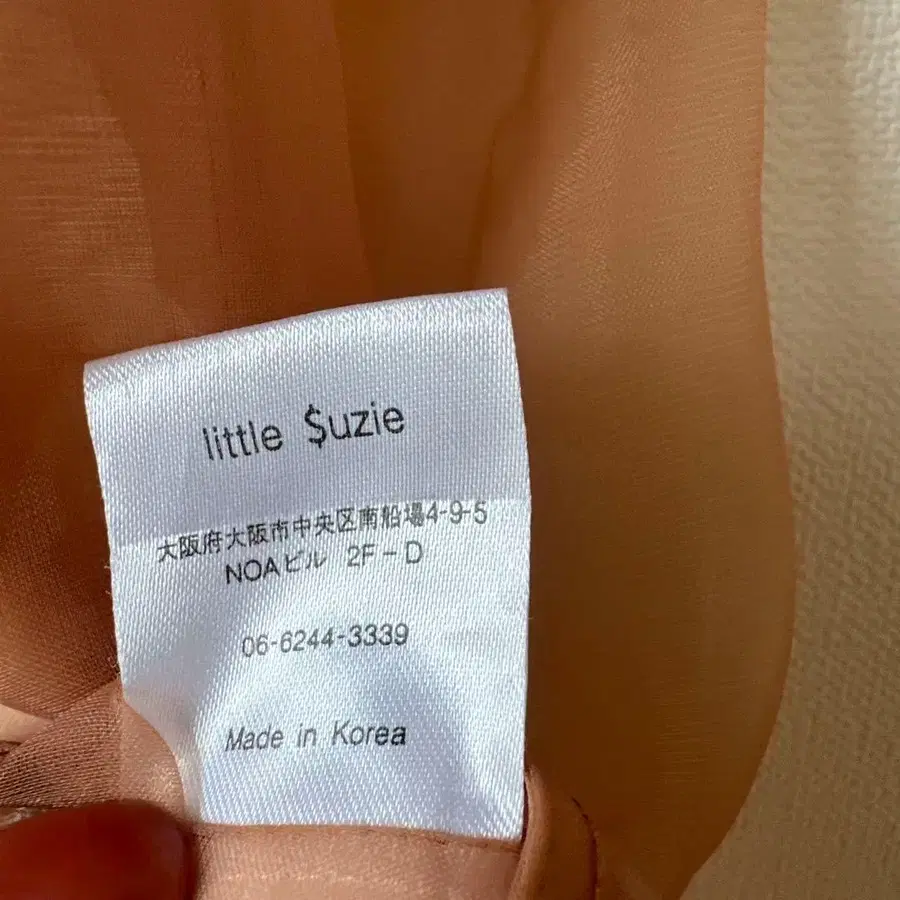 little $uzie
大阪府大阪市中央区南船場4-9-5
NOAビル 2F-D
06-6244-3339
Made in Korea